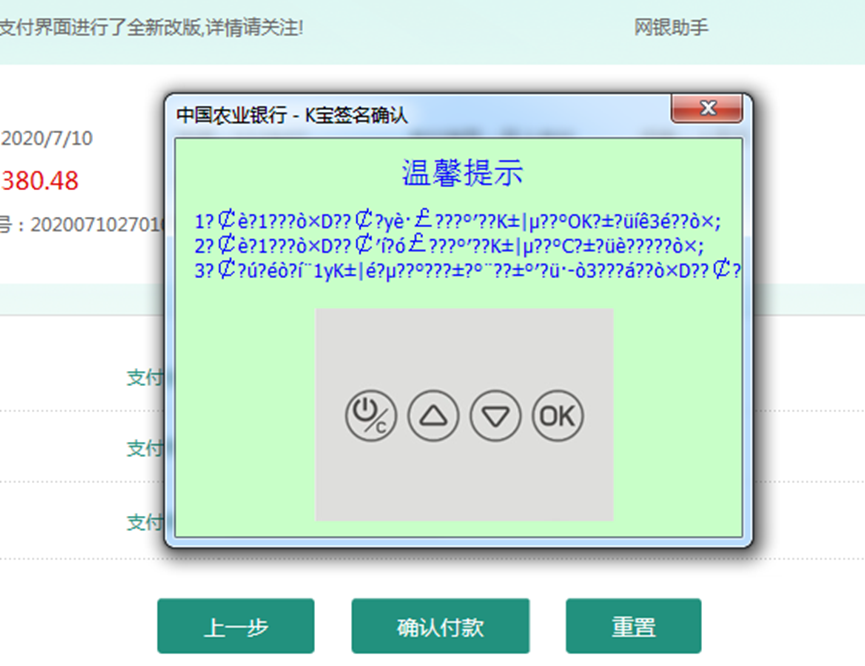 支付界面进行了全新改版,详情请关注!
网银助手
2020/7/10
380.48
号：2020071027010
中国农业银行 - K宝签名确认
温馨提示
1?₡è?1???ò×D??₡?yè·£???º′??K±|µ??ºOK?±?üíê3é??ò×;
2?₡è?1???ò×D??₡′í?ó£???º′??K±|µ??ºC?±?üè?????ò×;
3?₡?ú?éò?í¨1yK±|é?µ??º???±?º¨??±º′?ü·-ò3???á??ò×D??₡?
支付
支付
支付
C
OK
上一步
确认付款
重置